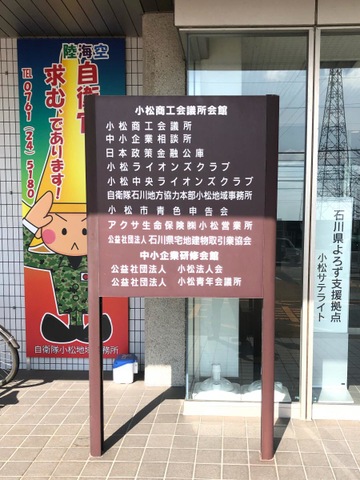 陸海空
自衛官
求む、であります!
TEL 0761 (24) 5180
自衛隊小松地域事務所
小松商工会議所会館
小松商工会議所
中小企業相談所
日本政策金融公庫
小松ライオンズクラブ
小松中央ライオンズクラブ
自衛隊石川地方協力本部小松地域事務所
小松市青色申告会
アクサ生命保険㈱小松営業所
公益社団法人 石川県宅地建物取引業協会
中小企業研修会館
公益社団法人 小松法人会
公益社団法人 小松青年会議所
石川県よろず支援拠点
小松サテライト